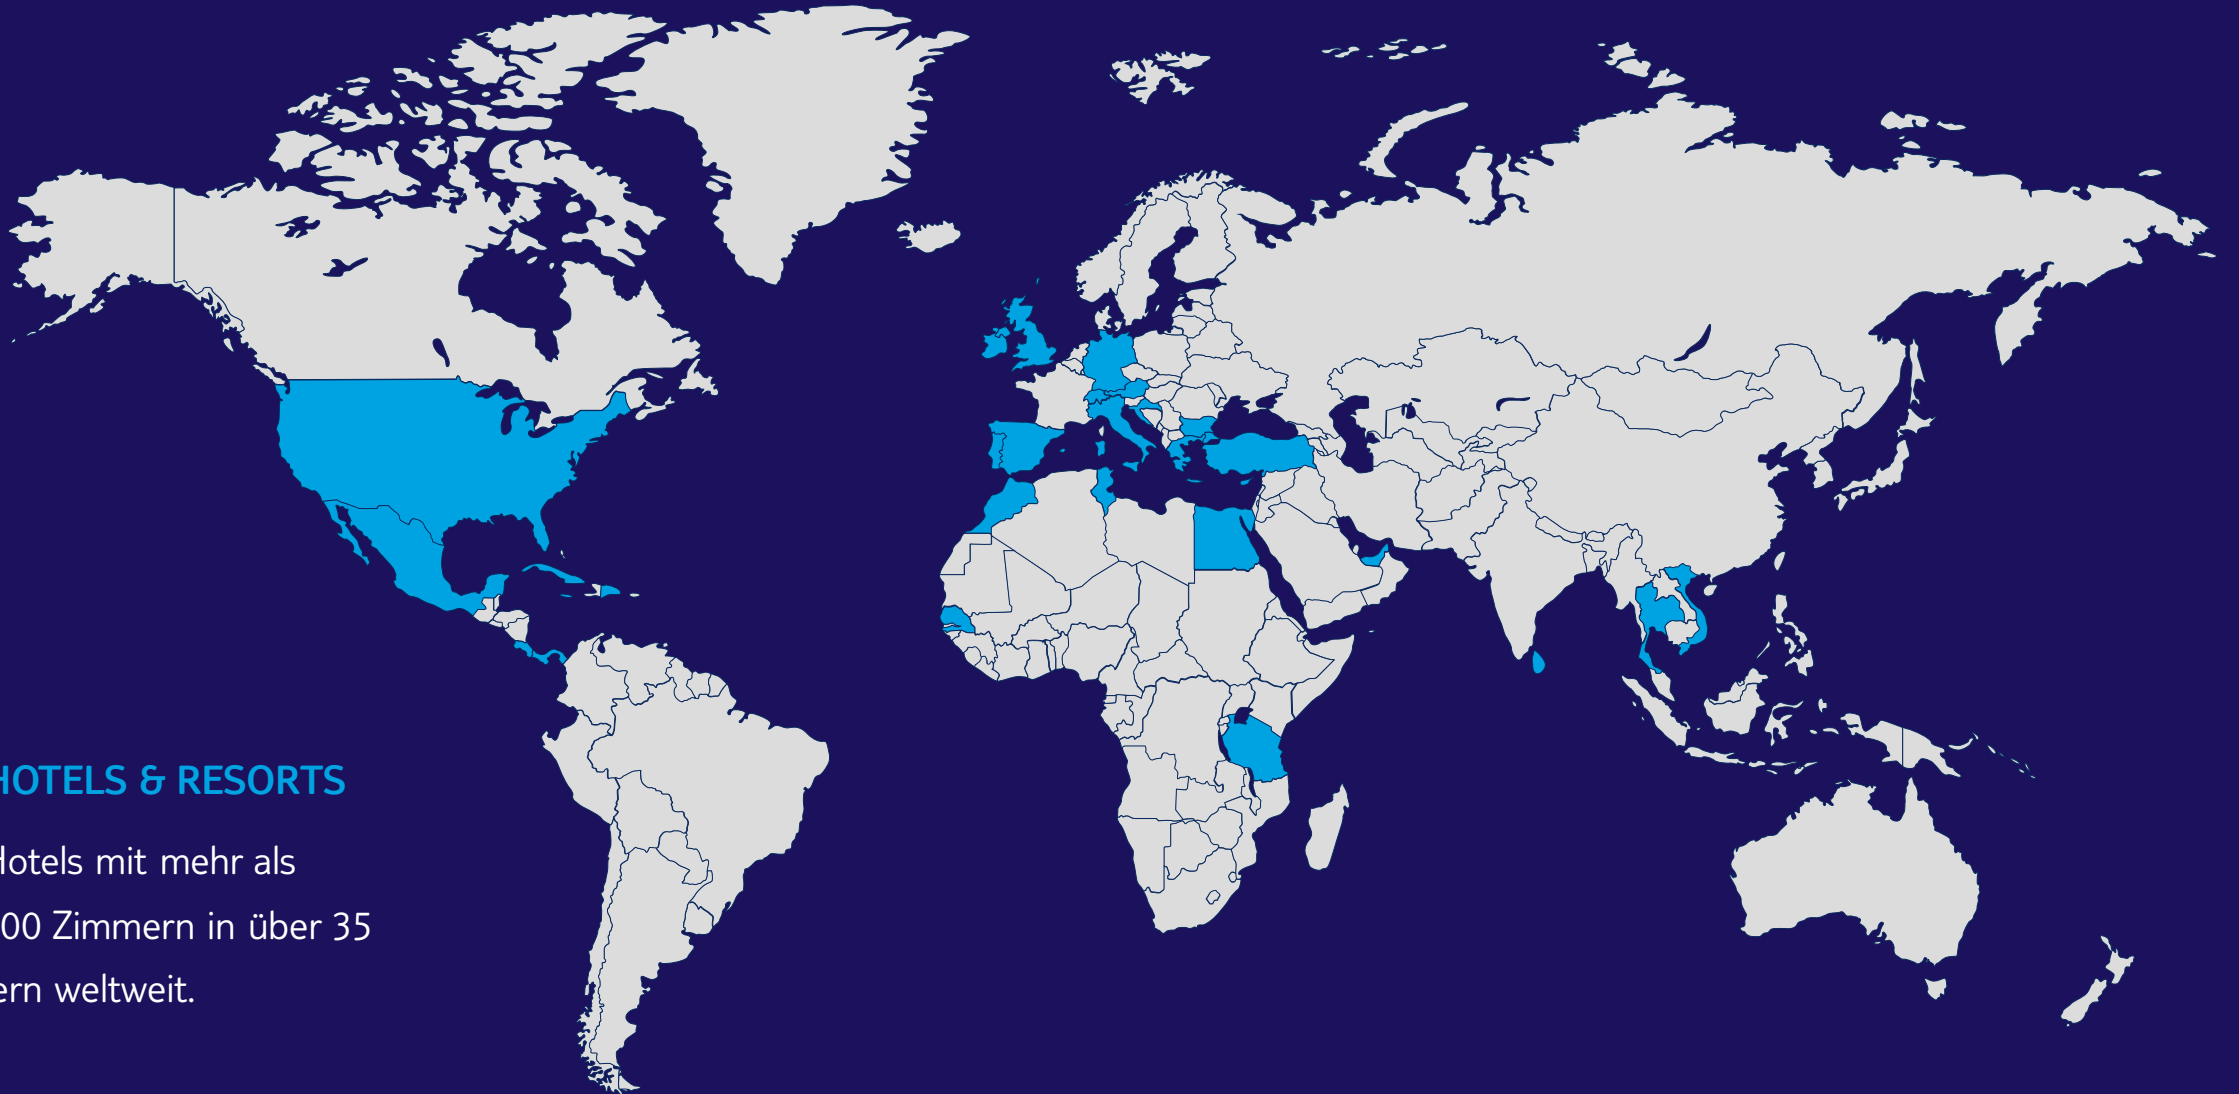 HOTELS & RESORTS
Hotels mit mehr als
00 Zimmern in über 35
ern weltweit.